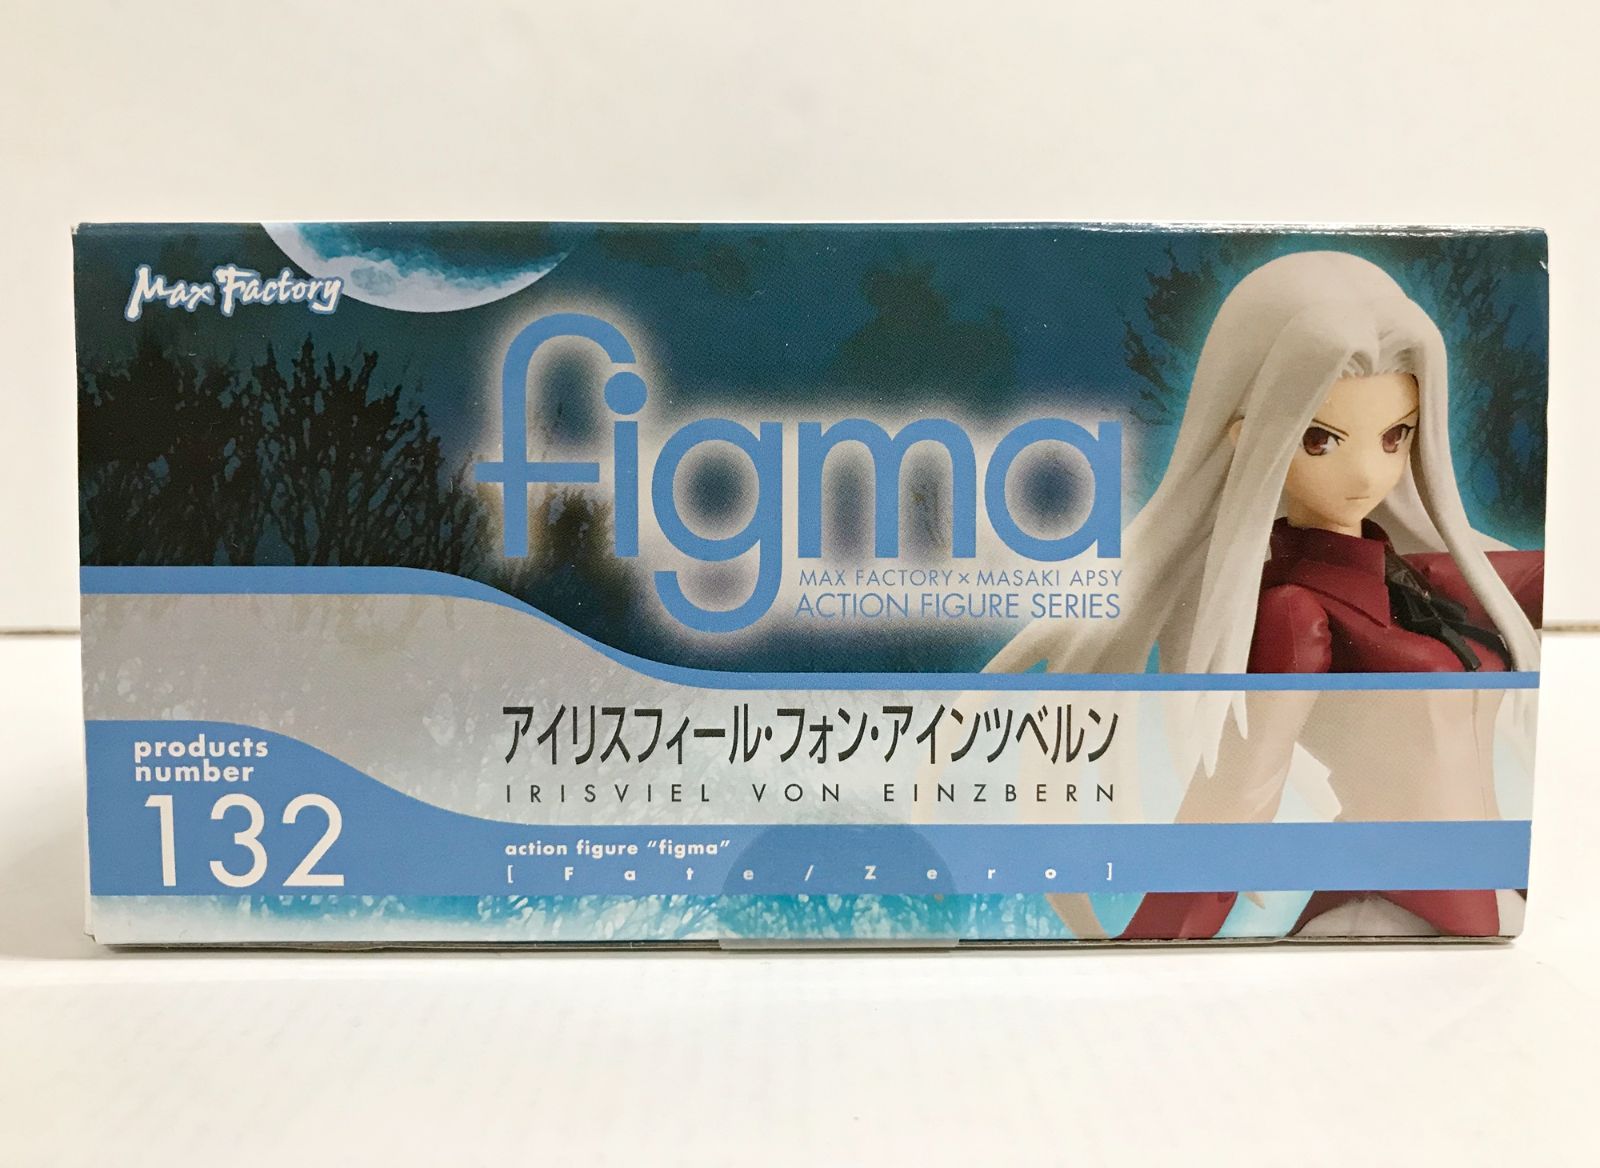 Max Factory
figma
MAX FACTORY × MASAKI APSY
ACTION FIGURE SERIES
アイリスフィール・フォン・アインツベルン
IRISVIEL VON EINZBERN
products
number
132
action figure “figma”
[ Fate/Zero ]